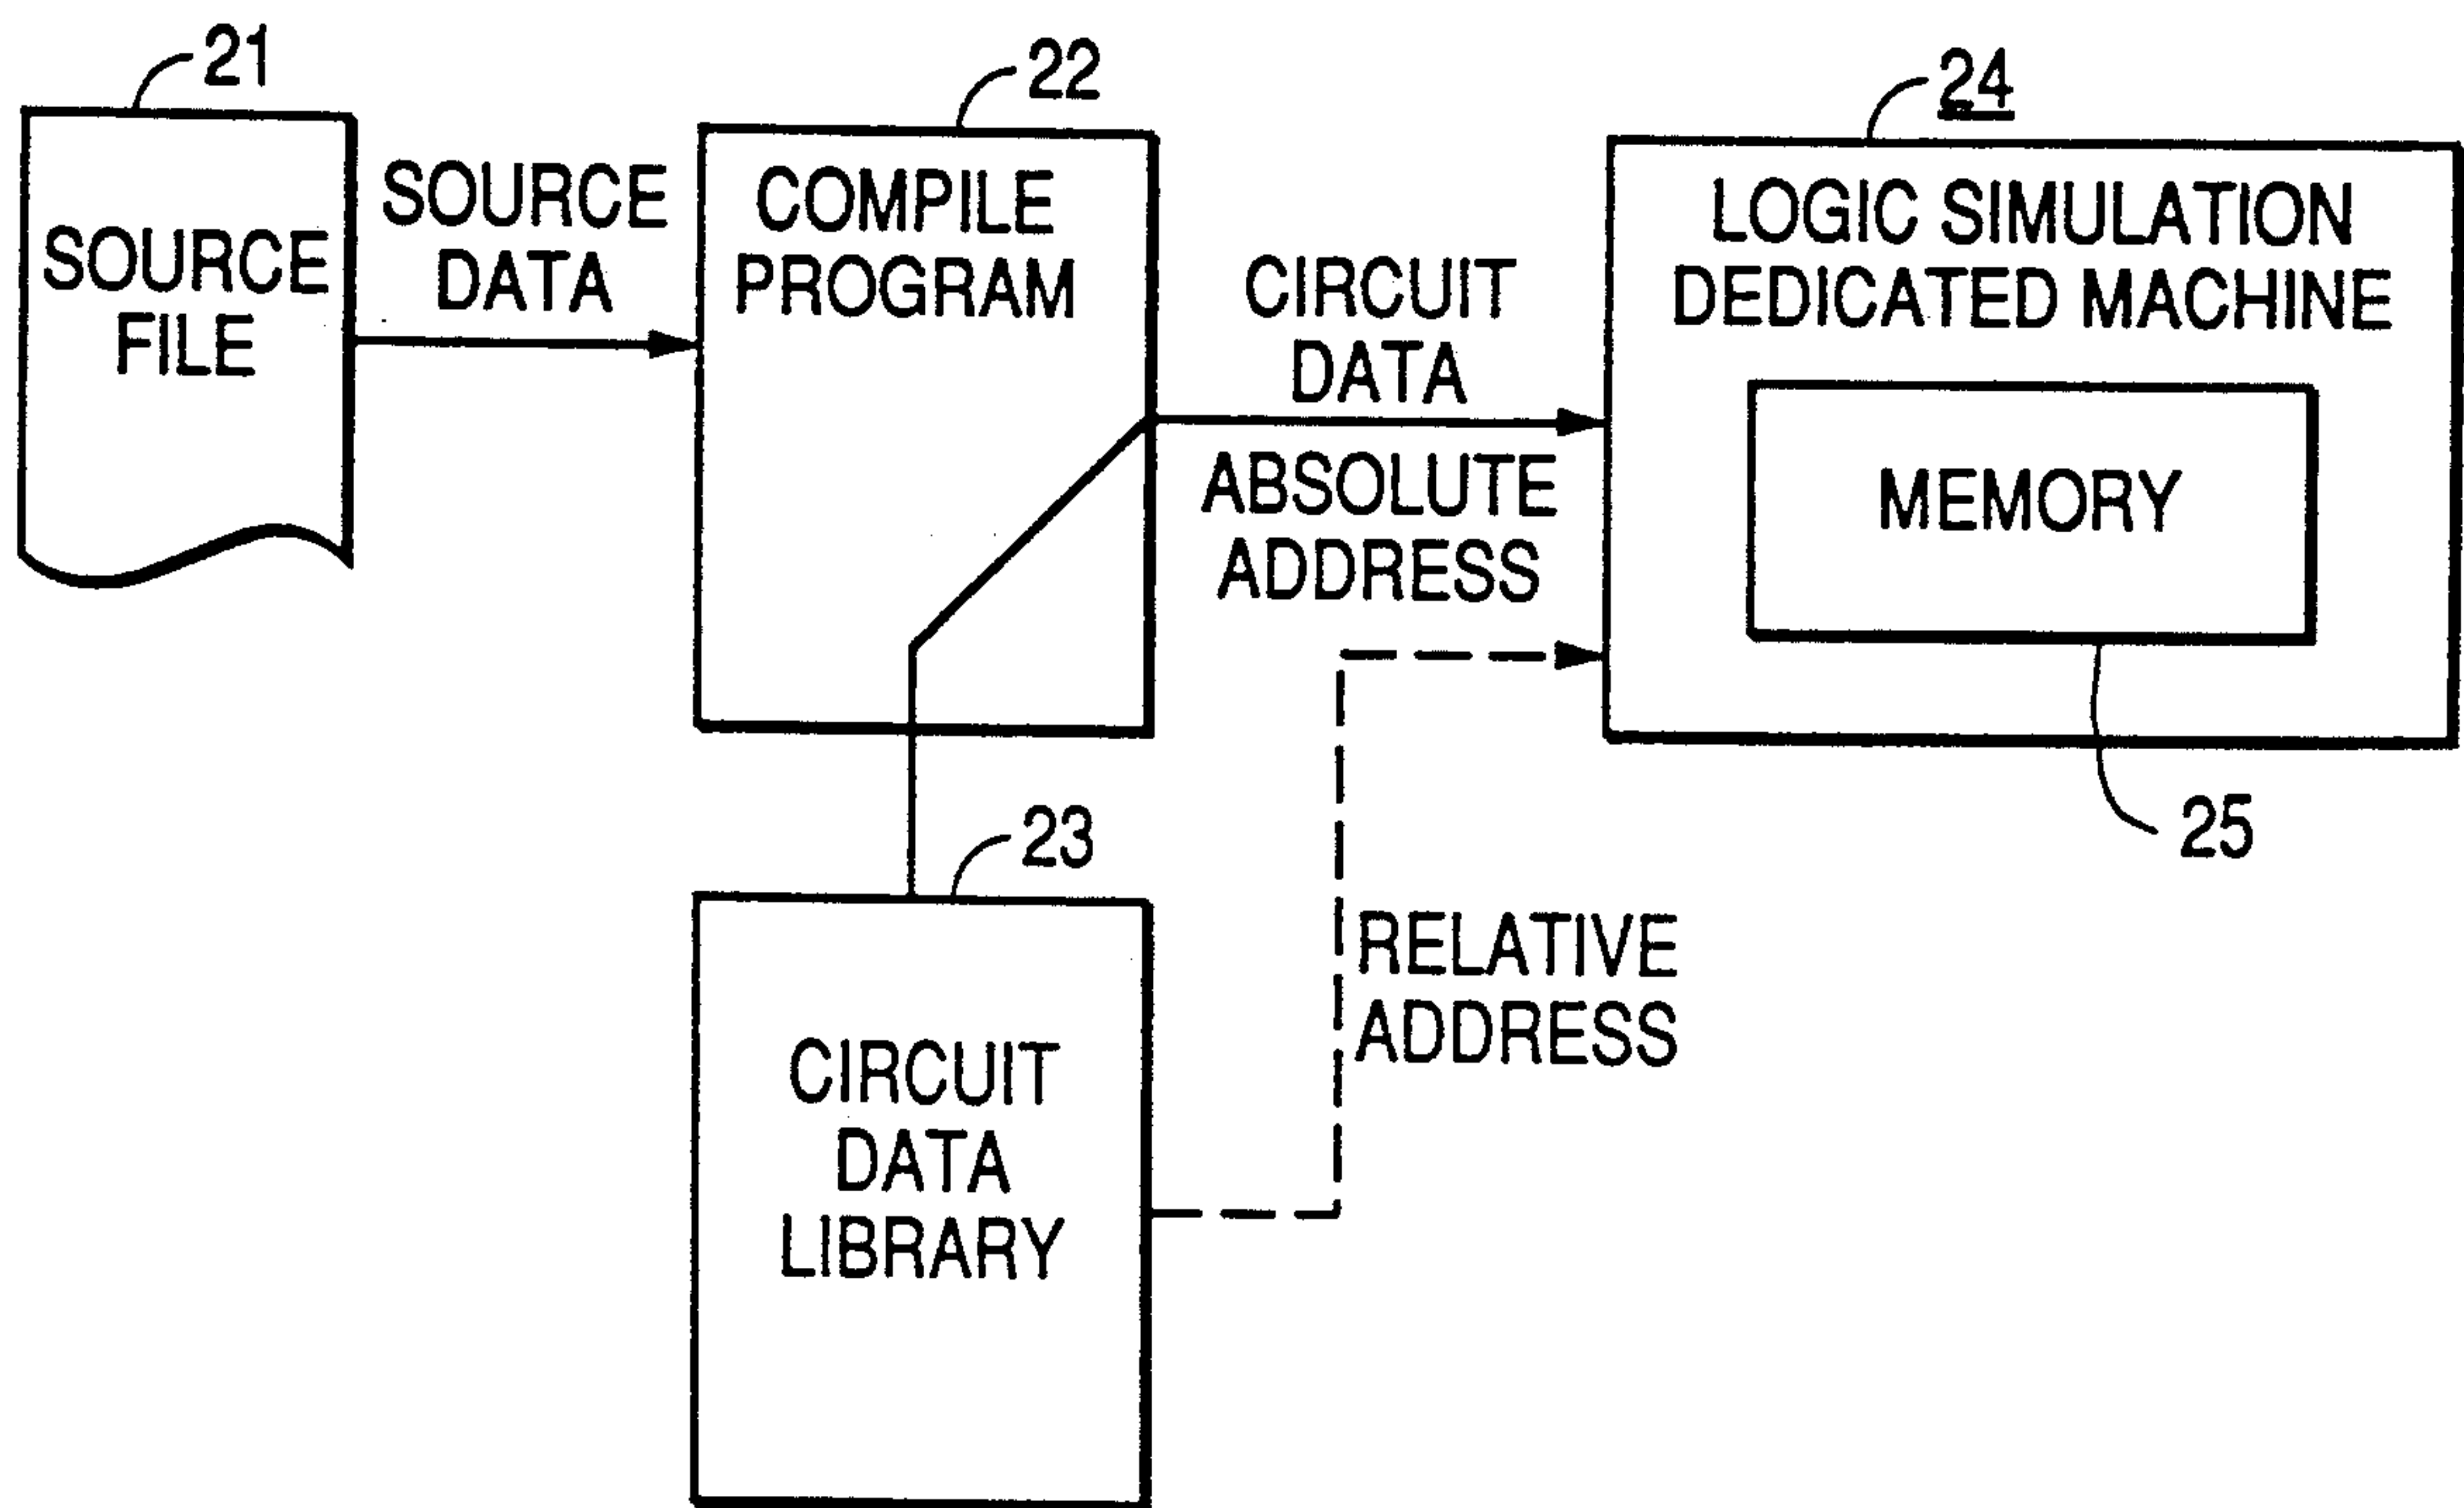 21
SOURCE
FILE
SOURCE
DATA
22
COMPILE
PROGRAM
CIRCUIT
DATA
ABSOLUTE
ADDRESS
24
LOGIC SIMULATION
DEDICATED MACHINE
MEMORY
25
23
CIRCUIT
DATA
LIBRARY
RELATIVE
ADDRESS